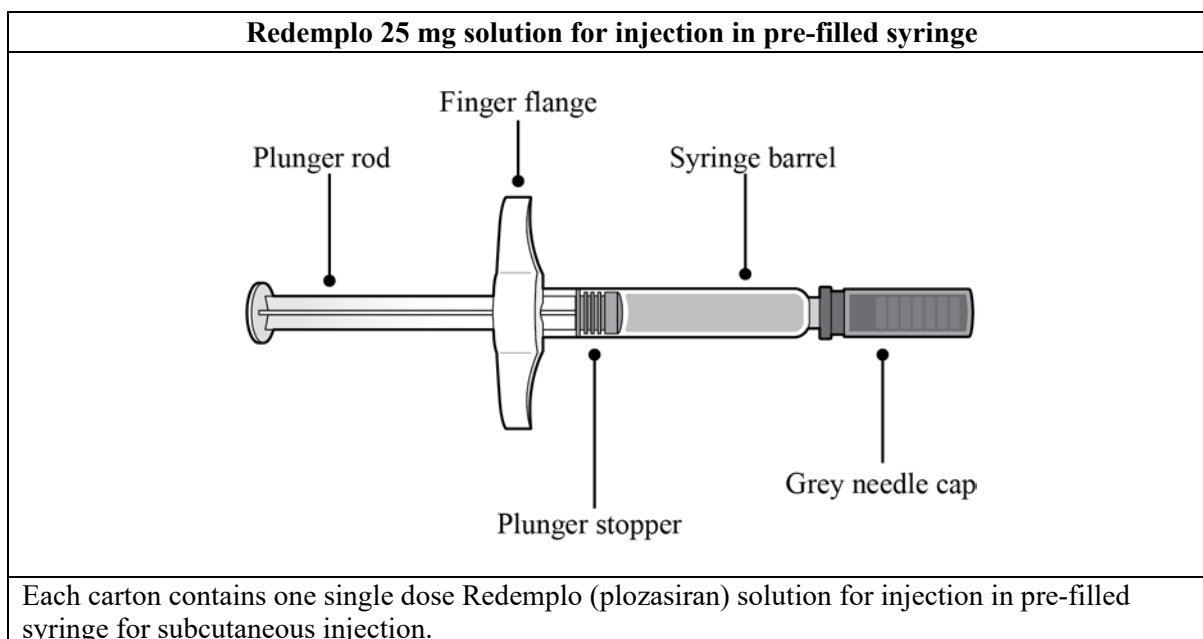 Redemplo 25 mg solution for injection in pre-filled syringe
Finger flange
Plunger rod
Syringe barrel
Grey needle cap
Plunger stopper
Each carton contains one single dose Redemplo (plozasiran) solution for injection in pre-filled
syringe for subcutaneous injection.